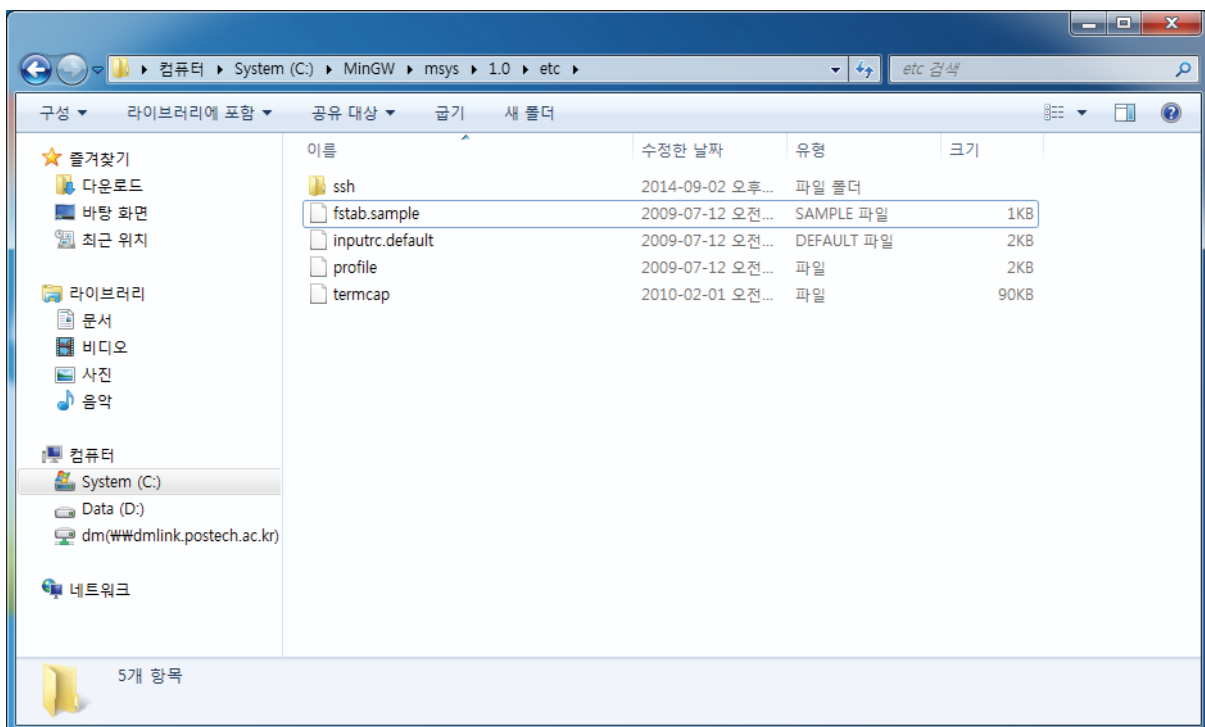 컴퓨터 ▸ System (C:) ▸ MinGW ▸ msys ▸ 1.0 ▸ etc ▸
etc 검색
구성 라이브러리에 포함 공유 대상 굽기 새 폴더
이름 수정한 날짜 유형 크기
ssh 2014-09-02 오후... 파일 폴더
fstab.sample 2009-07-12 오전... SAMPLE 파일 1KB
inputrc.default 2009-07-12 오전... DEFAULT 파일 2KB
profile 2009-07-12 오전... 파일 2KB
termcap 2010-02-01 오전... 파일 90KB
즐겨찾기
다운로드
바탕 화면
최근 위치
라이브러리
문서
비디오
사진
음악
컴퓨터
System (C:)
Data (D:)
dm(₩₩dmlink.postech.ac.kr)
네트워크
5개 항목